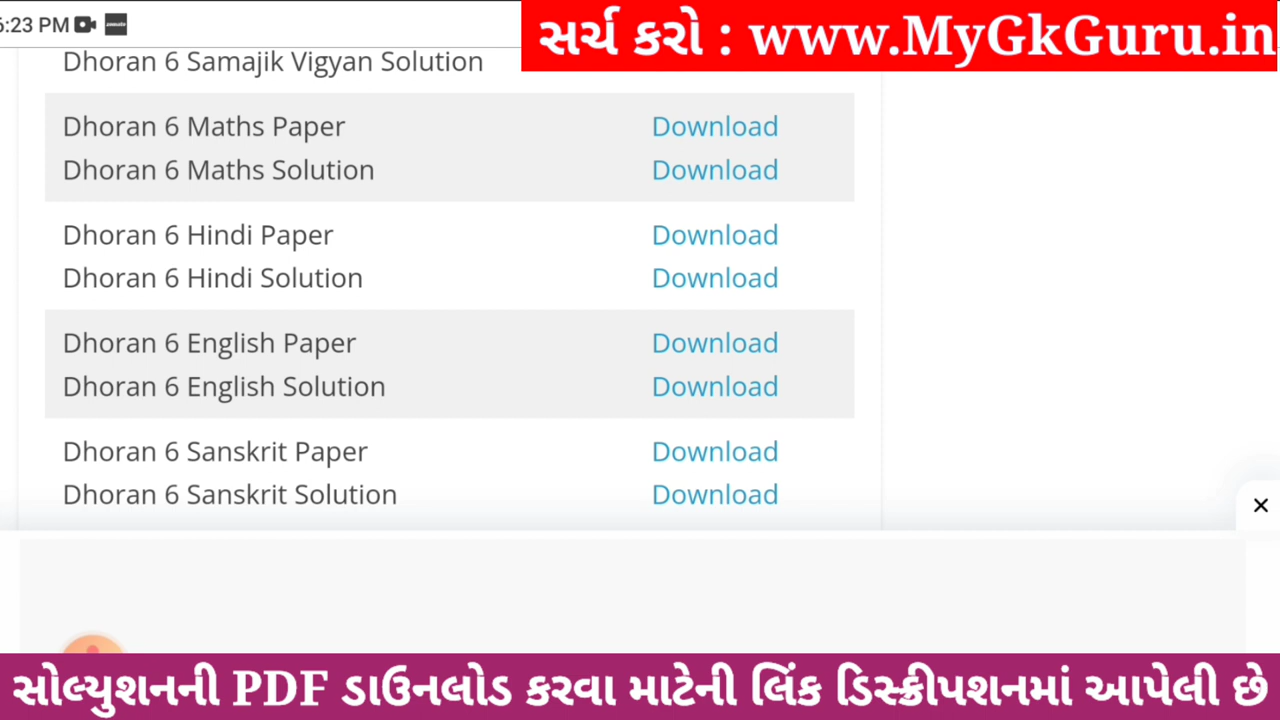 6:23 PM
સર્ચ કરો : www.MyGkGuru.in
Dhoran 6 Samajik Vigyan Solution
Dhoran 6 Maths Paper Download
Dhoran 6 Maths Solution Download
Dhoran 6 Hindi Paper Download
Dhoran 6 Hindi Solution Download
Dhoran 6 English Paper Download
Dhoran 6 English Solution Download
Dhoran 6 Sanskrit Paper Download
Dhoran 6 Sanskrit Solution Download
સોલ્યુશનની PDF ડાઉનલોડ કરવા માટેની લિંક ડિસ્ક્રીપશનમાં આપેલી છે